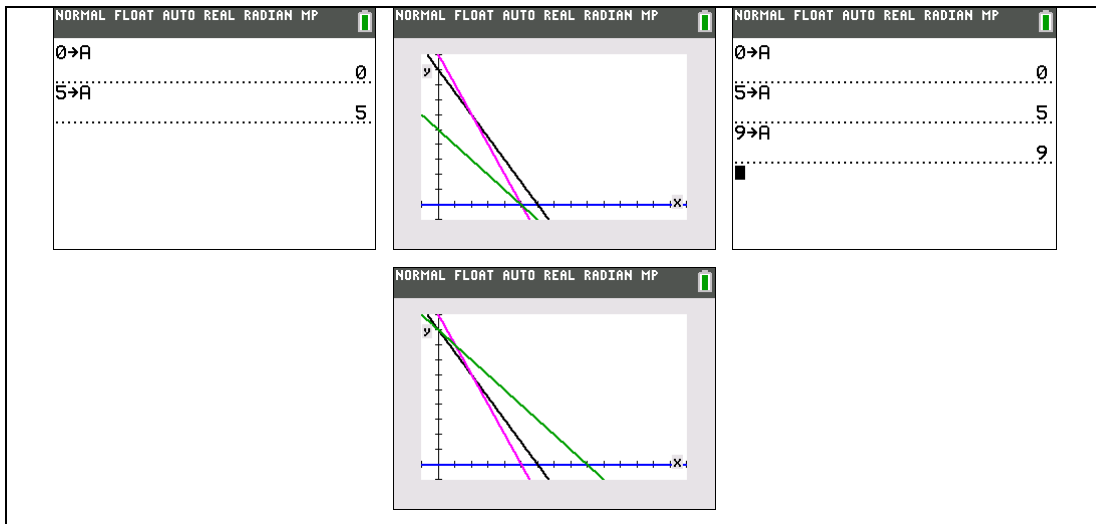 NORMAL FLOAT AUTO REAL RADIAN MP
0→A
0
5→A
5
NORMAL FLOAT AUTO REAL RADIAN MP
y
x
NORMAL FLOAT AUTO REAL RADIAN MP
0→A
0
5→A
5
9→A
9
NORMAL FLOAT AUTO REAL RADIAN MP
y
x